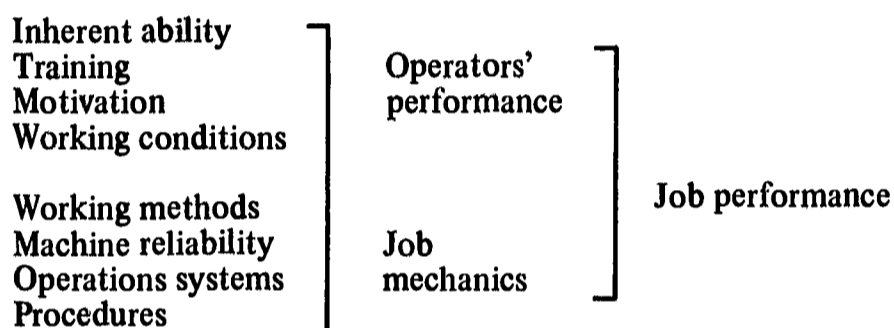 Inherent ability
Training
Motivation
Working conditions
Operators’
performance
Working methods
Machine reliability
Operations systems
Procedures
Job
mechanics
Job performance